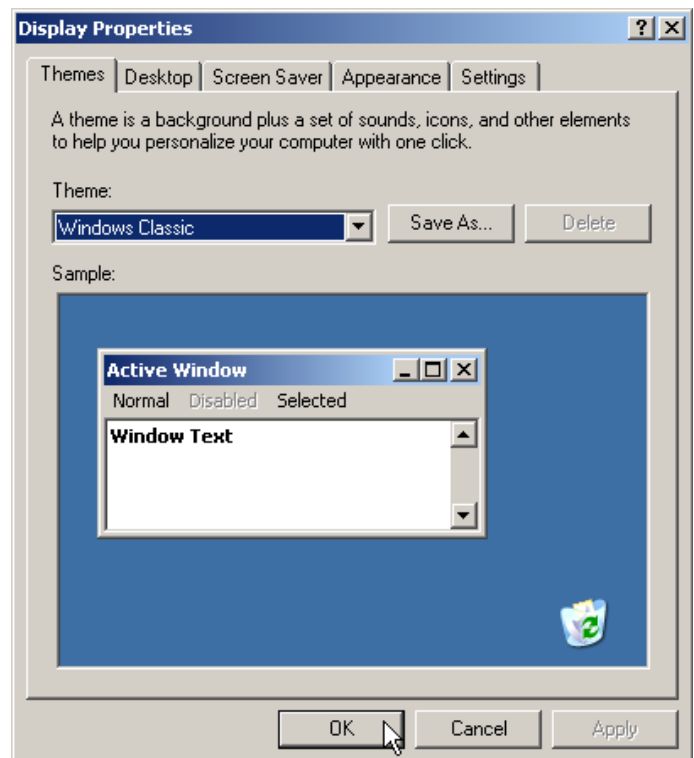 Display Properties
Themes Desktop Screen Saver Appearance Settings
A theme is a background plus a set of sounds, icons, and other elements
to help you personalize your computer with one click.
Theme:
Windows Classic Save As... Delete
Sample:
Active Window
Normal Disabled Selected
Window Text
OK Cancel Apply